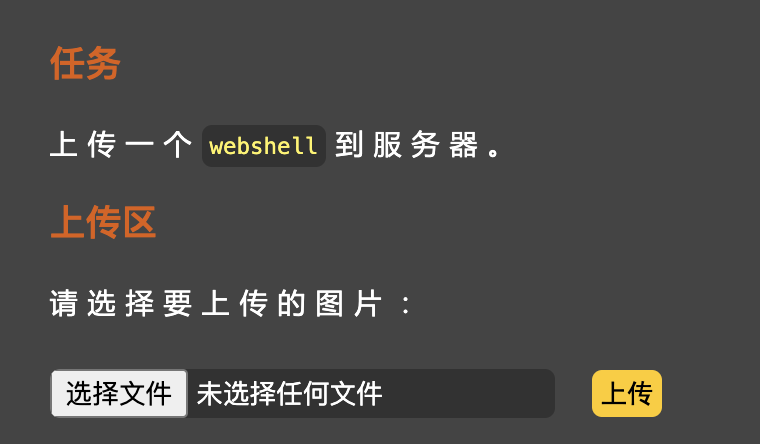 任务
上传一个 webshell 到服务器。
上传区
请选择要上传的图片：
选择文件 未选择任何文件 上传